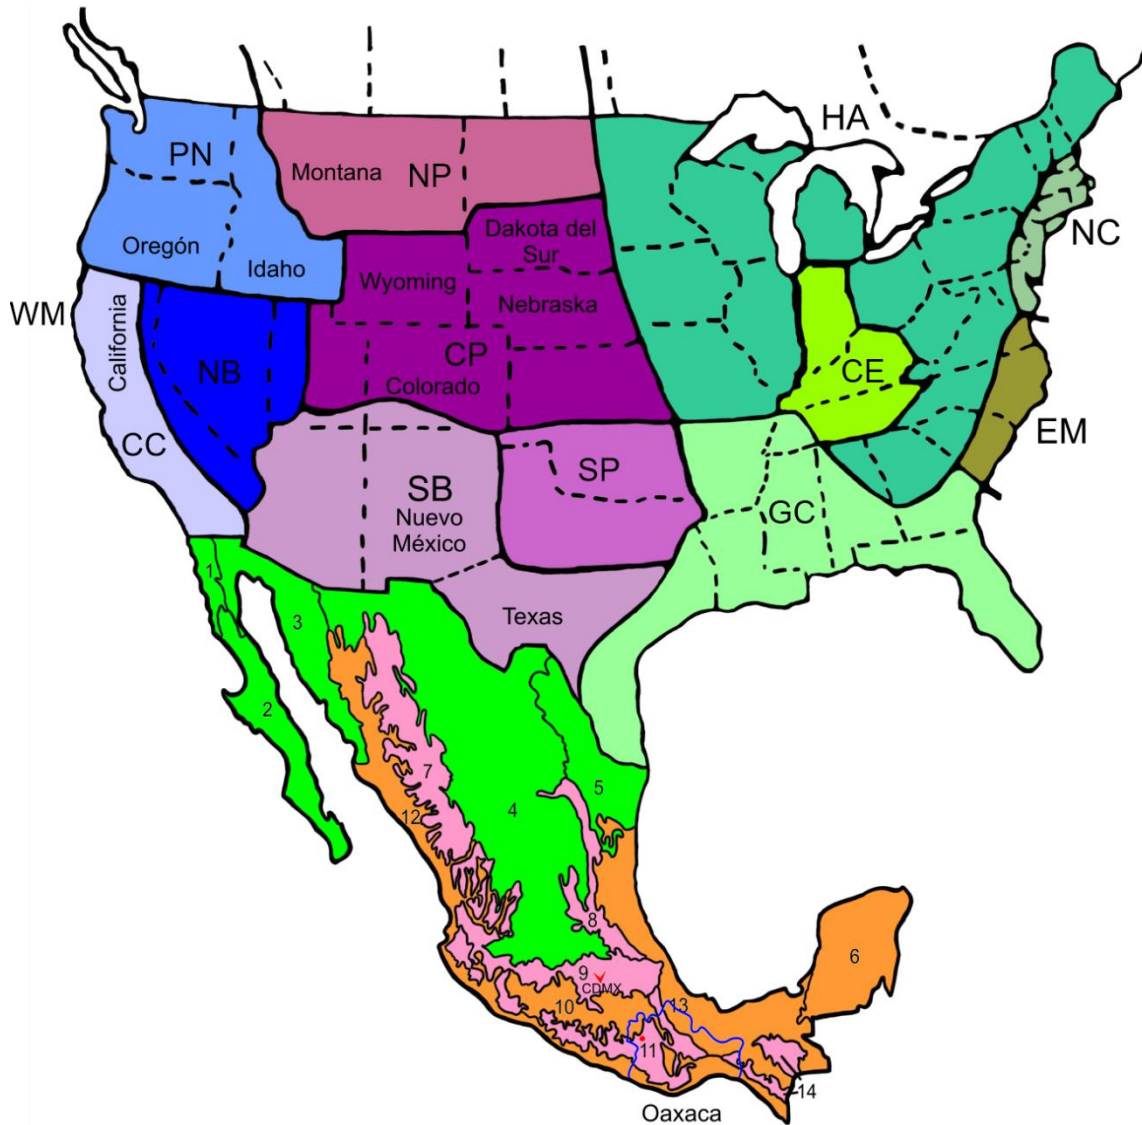 HA
PN
Montana
NP
NC
Oregón
Idaho
Dakota del
Sur
Wyoming
Nebraska
WM
California
NB
CP
Colorado
CE
EM
CC
SP
SB
Nuevo
México
GC
1
3
Texas
2
7
5
12
4
8
6
9
CDMX
10
13
11
14
Oaxaca